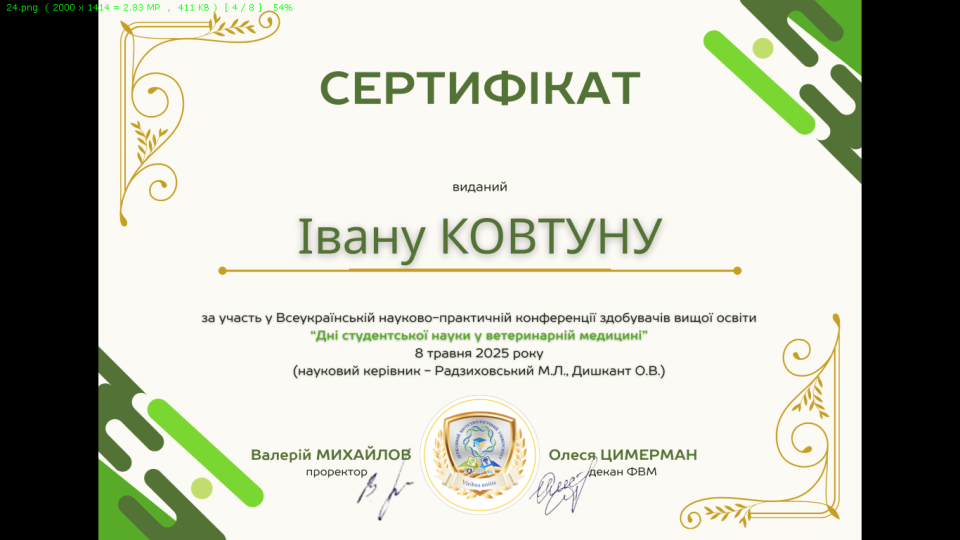 24.png ( 2000 x 1414 = 2.83 MP , 411 KB ) [ 4 / 8 ] 54%
СЕРТИФІКАТ
виданий
Івану КОВТУНУ
за участь у Всеукраїнській науково-практичній конференції здобувачів вищої освіти
“Дні студентської науки у ветеринарній медицині”
8 травня 2025 року
(науковий керівник - Радзиховський М.Л., Дишкант О.В.)
Валерій МИХАЙЛОВ
проректор
Олеся ЦИМЕРМАН
декан ФВМ